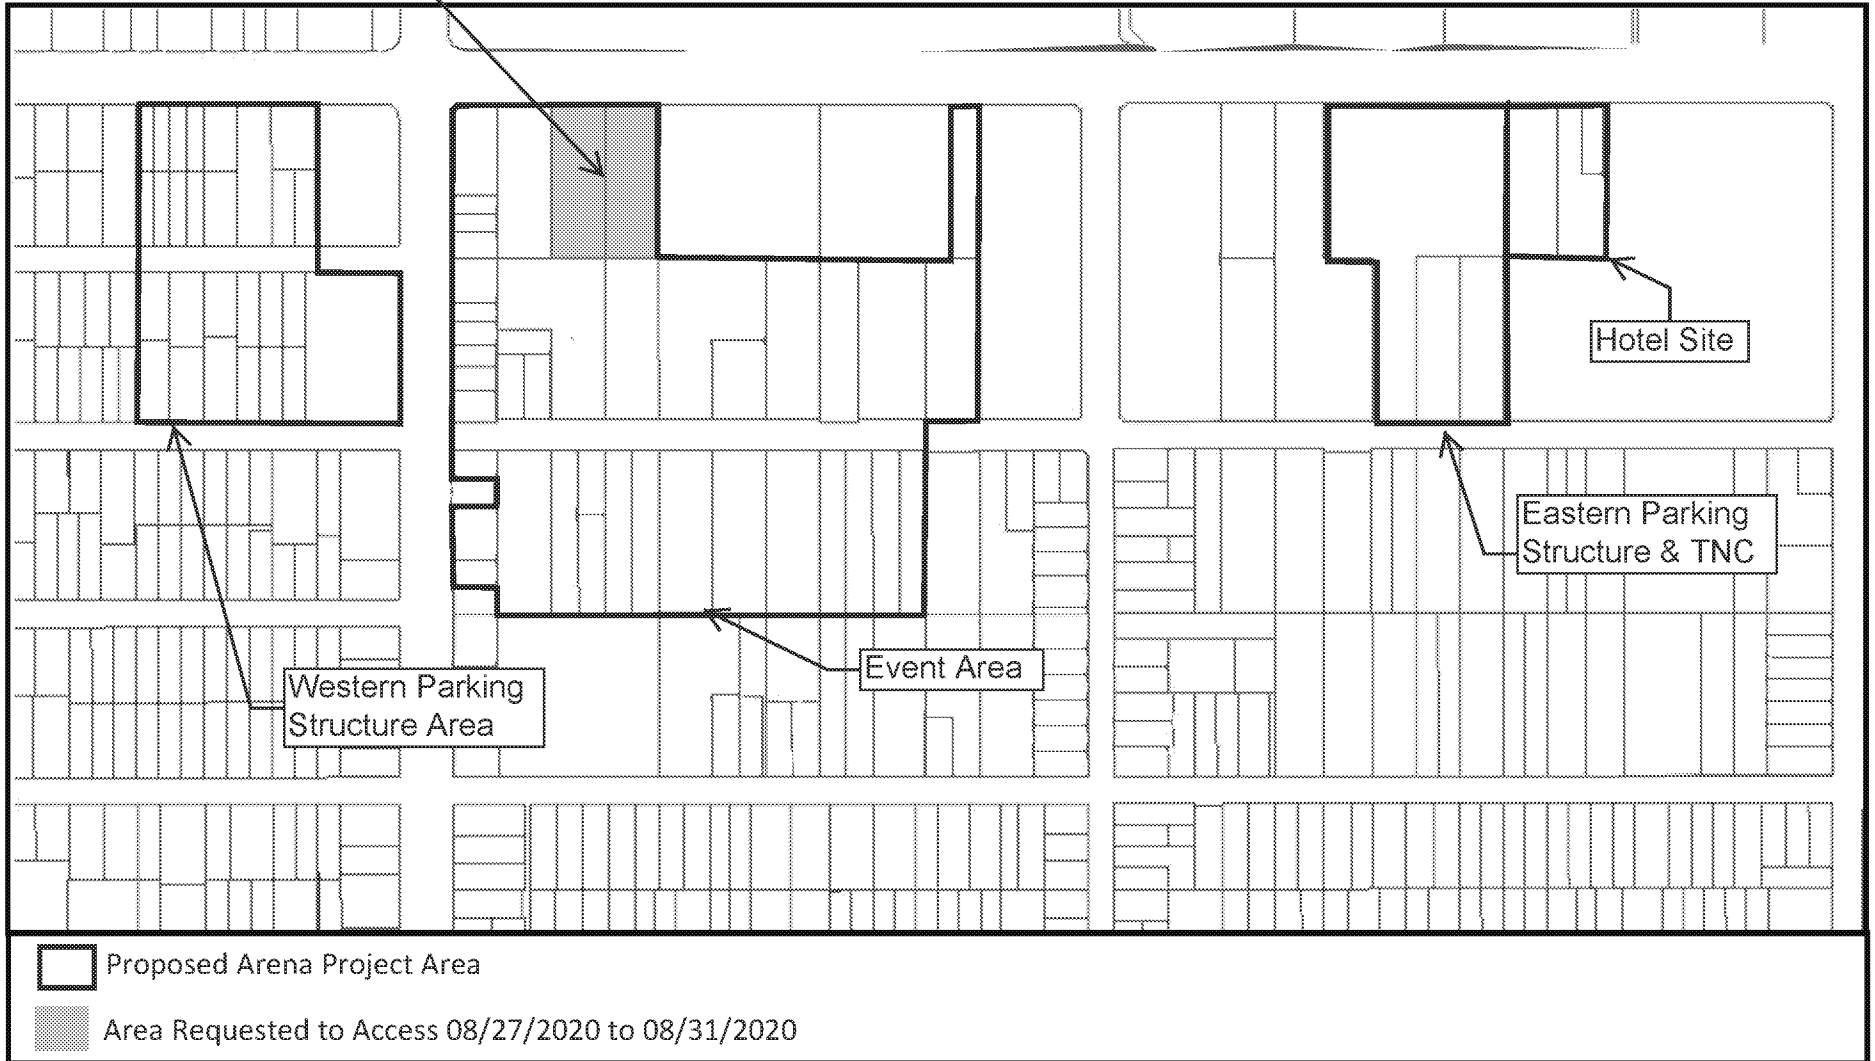 Hotel Site
Eastern Parking
Structure & TNC
Event Area
Western Parking
Structure Area
Proposed Arena Project Area
Area Requested to Access 08/27/2020 to 08/31/2020